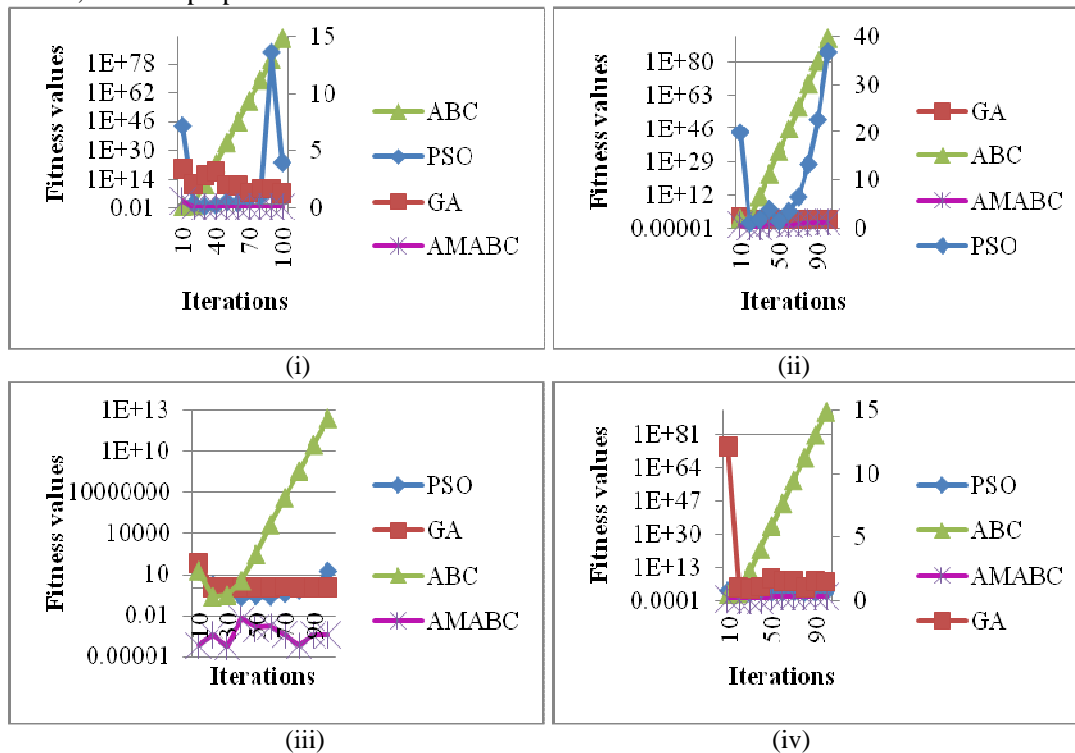 (i)
Fitness values
1E+78
1E+62
1E+46
1E+30
1E+14
0.01
15
10
5
0
10
40
70
100
Iterations
ABC
PSO
GA
AMABC
(ii)
Fitness values
1E+80
1E+63
1E+46
1E+29
1E+12
0.00001
40
30
20
10
0
10
50
90
Iterations
GA
ABC
AMABC
PSO
(iii)
Fitness values
1E+13
1E+10
10000000
10000
10
0.01
0.00001
10
30
50
70
90
Iterations
PSO
GA
ABC
AMABC
(iv)
Fitness values
1E+81
1E+64
1E+47
1E+30
1E+13
0.0001
15
10
5
0
10
50
90
Iterations
PSO
ABC
AMABC
GA